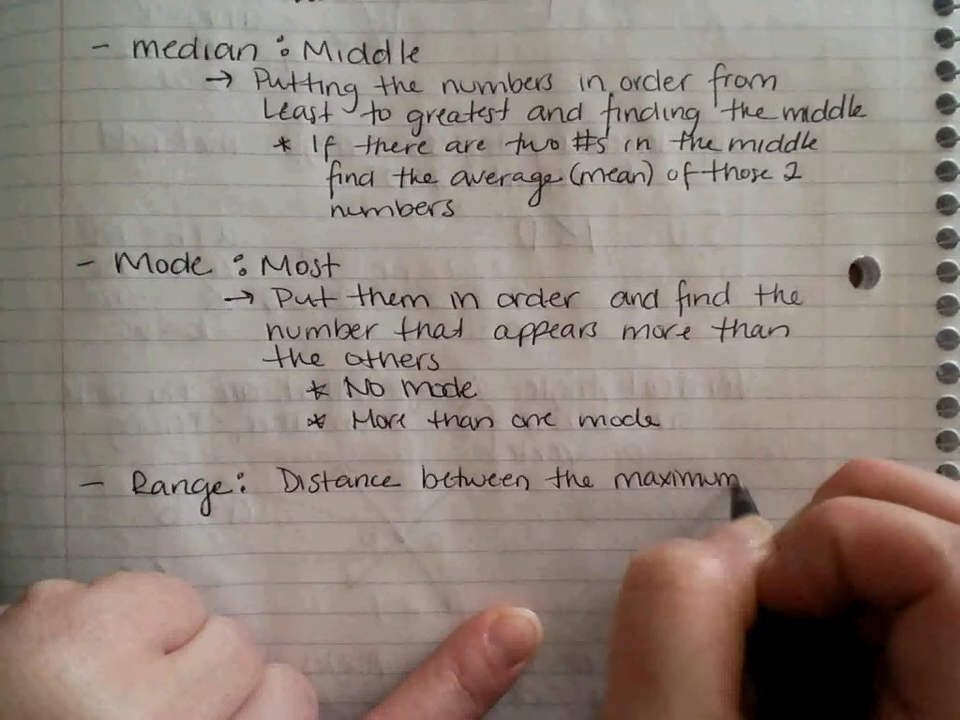 - median : Middle
→ Putting the numbers in order from
Least to greatest and finding the middle
* If there are two #s in the middle
find the average (mean) of those 2
numbers
- Mode : Most
→ Put them in order and find the
number that appears more than
the others
* No mode
* More than one mode
- Range: Distance between the maximum